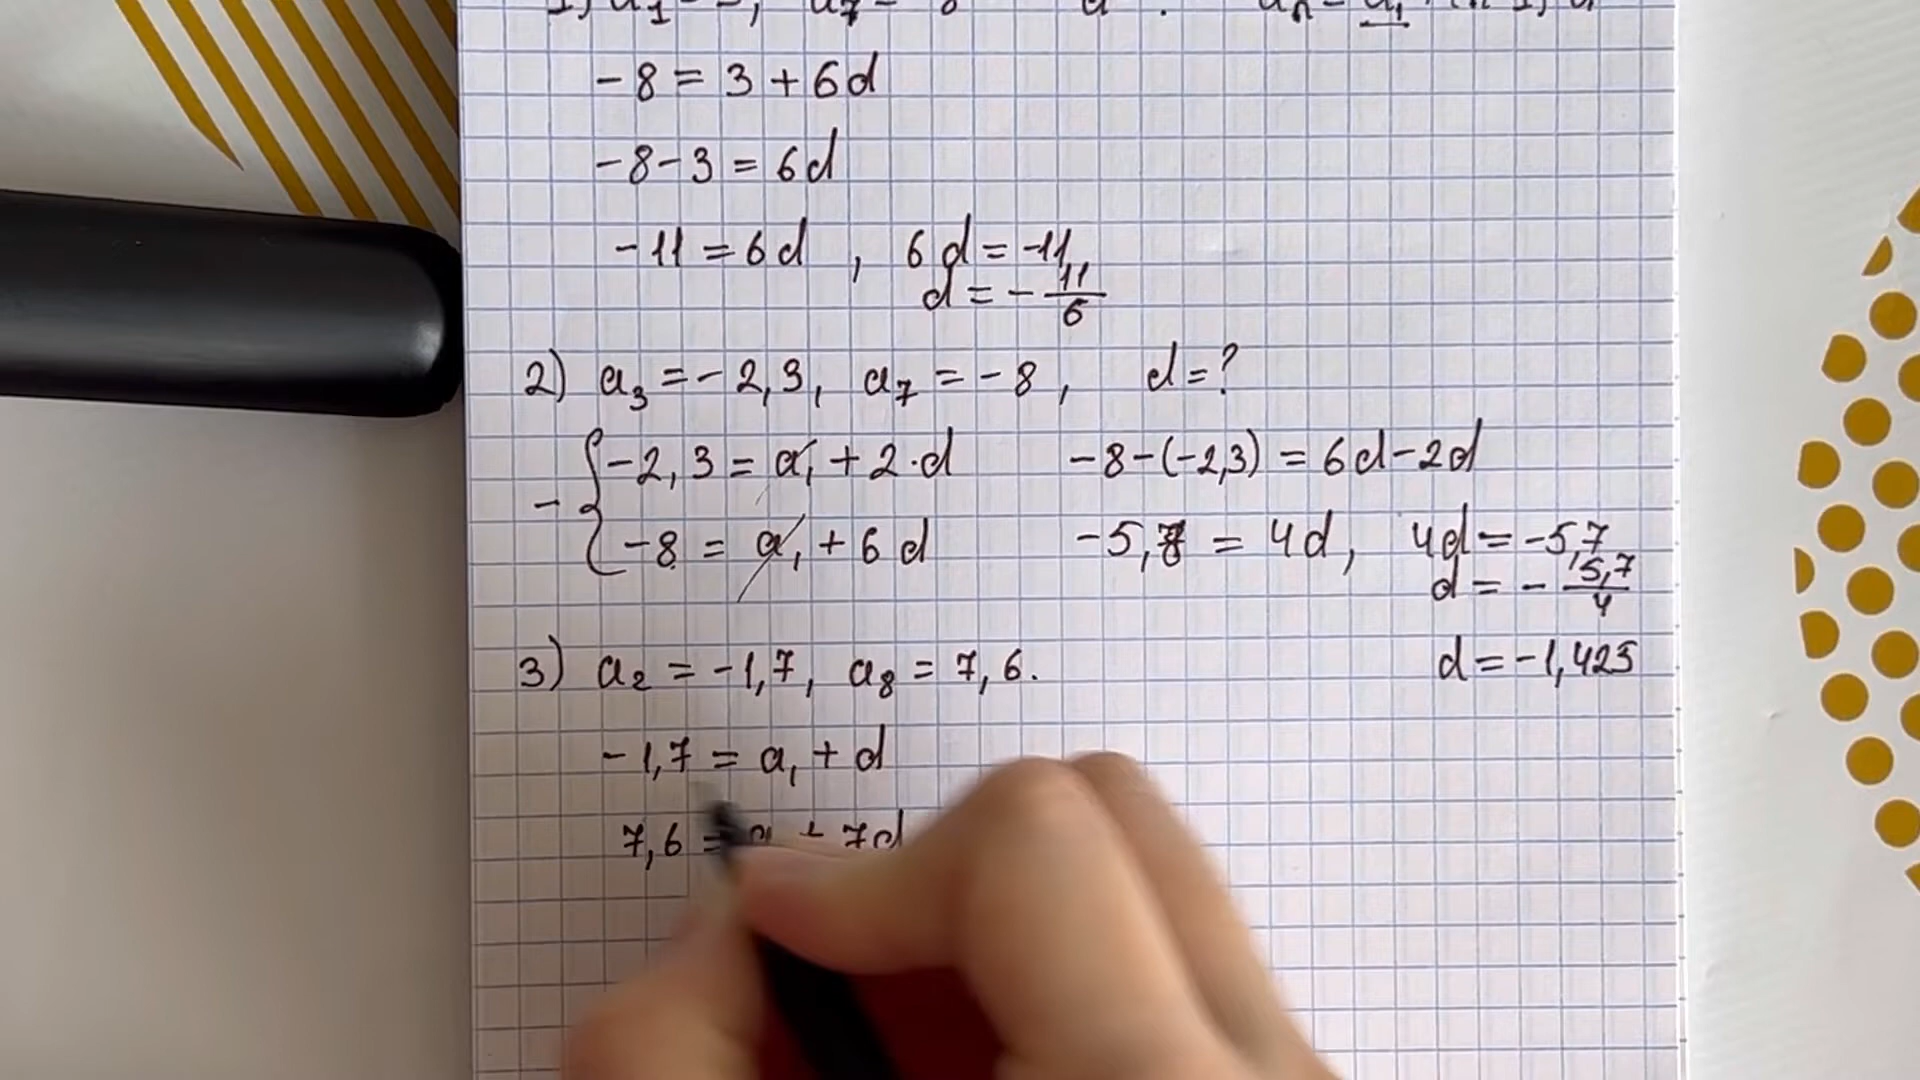 -8 = 3 + 6d
-8-3 = 6d
-11 = 6d , 6d = -11
d = - 11/6
2) a₃ = -2,3, a₇ = -8, d = ?
-2,3 = a₁ + 2·d
-8 = a₁ + 6d
-8-(-2,3) = 6d-2d
-5,7 = 4d, 4d = -5,7
d = - 5,7/4
d = -1,425
3) a₂ = -1,7, a₈ = 7,6.
-1,7 = a₁ + d
7,6 = a₁ + 7d